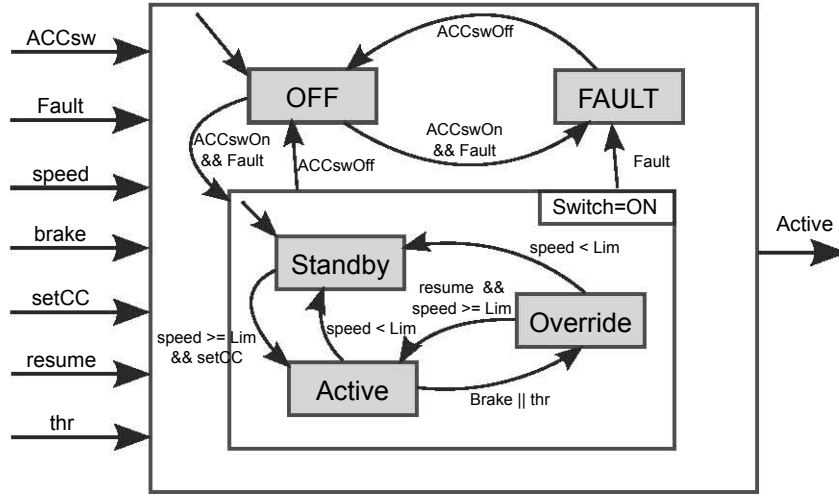 ACCsw
Fault
speed
brake
setCC
resume
thr
ACCswOff
OFF
FAULT
ACCswOn
&& Fault
ACCswOn
&& Fault
ACCswOff
Fault
Switch=ON
Standby
speed < Lim
resume &&
speed >= Lim
Override
speed >= Lim
&& setCC
speed < Lim
Active
Brake || thr
Active